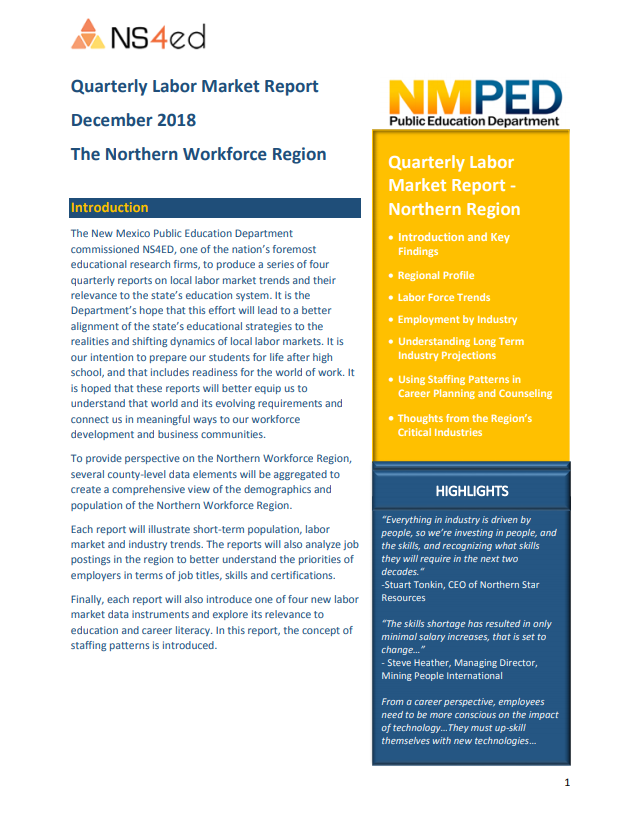 NS4ed
Quarterly Labor Market Report
December 2018
The Northern Workforce Region
Introduction
The New Mexico Public Education Department
commissioned NS4ED, one of the nation's foremost
educational research firms, to produce a series of four
quarterly reports on local labor market trends and their
relevance to the state's education system. It is the
Department's hope that this effort will lead to a better
alignment of the state's educational strategies to the
realities and shifting dynamics of local labor markets. It is
our intention to prepare our students for life after high
school, and that includes readiness for the world of work. It
is hoped that these reports will better equip us to
understand that world and its evolving requirements and
connect us in meaningful ways to our workforce
development and business communities.
To provide perspective on the Northern Workforce Region,
several county-level data elements will be aggregated to
create a comprehensive view of the demographics and
population of the Northern Workforce Region.
Each report will illustrate short-term population, labor
market and industry trends. The reports will also analyze job
postings in the region to better understand the priorities of
employers in terms of job titles, skills and certifications.
Finally, each report will also introduce one of four new labor
market data instruments and explore its relevance to
education and career literacy. In this report, the concept of
staffing patterns is introduced.
NMPED
Public Education Department
Quarterly Labor
Market Report -
Northern Region
• Introduction and Key
Findings
• Regional Profile
• Labor Force Trends
• Employment by Industry
• Understanding Long Term
Industry Projections
• Using Staffing Patterns in
Career Planning and Counseling
• Thoughts from the Region's
Critical Industries
HIGHLIGHTS
"Everything in industry is driven by
people, so we're investing in people, and
the skills, and recognizing what skills
they will require in the next two
decades."
-Stuart Tonkin, CEO of Northern Star
Resources
"The skills shortage has resulted in only
minimal salary increases, that is set to
change…"
- Steve Heather, Managing Director,
Mining People International
From a career perspective, employees
need to be more conscious on the impact
of technology…They must up-skill
themselves with new technologies…
1